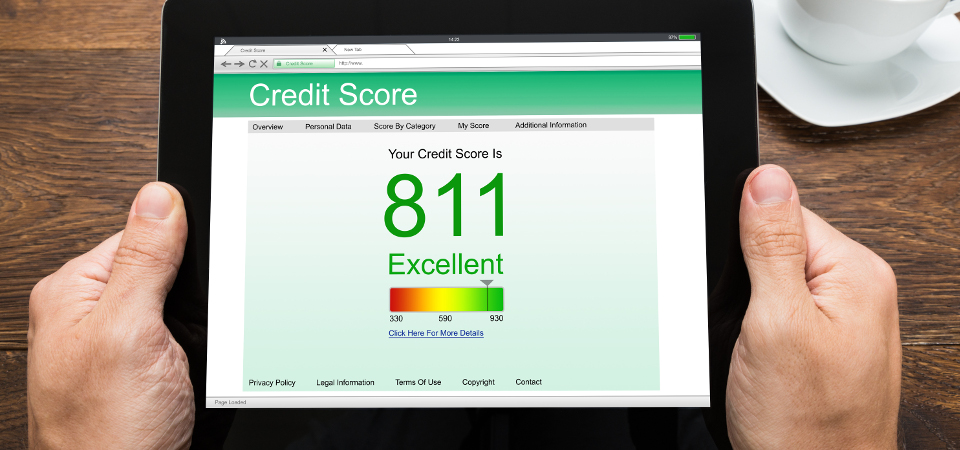 14:22
97%
Credit Score
New Tab
Credit Score
http://www.
Credit Score
Overview Personal Data Score By Category My Score Additional Information
Your Credit Score Is
811
Excellent
330 590 930
Click Here For More Details
Privacy Policy Legal Information Terms Of Use Copyright Contact
Page Loaded